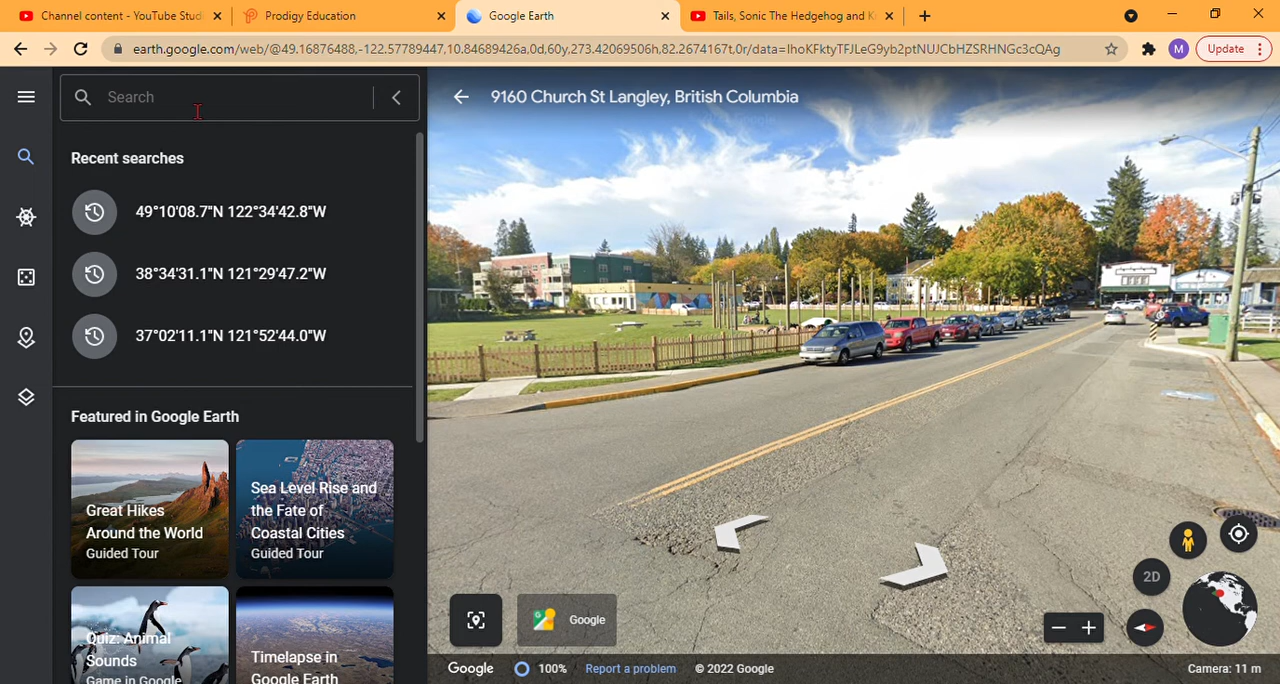 Channel content - YouTube Stud
Prodigy Education
Google Earth
Tails, Sonic The Hedgehog and K
earth.google.com/web/@49.16876488,-122.57789447,10.84689426a,0d,60y,273.42069506h,82.2674167t,0r/data=IhoKFktyTFJLeG9yb2ptNUJCbHZSRHNGc3cQAg
M
Update
Search
9160 Church St Langley, British Columbia
Recent searches
49°10'08.7"N 122°34'42.8"W
38°34'31.1"N 121°29'47.2"W
37°02'11.1"N 121°52'44.0"W
Featured in Google Earth
Great Hikes
Around the World
Guided Tour
Sea Level Rise and
the Fate of
Coastal Cities
Guided Tour
Quiz: Animal
Sounds
Game in Google
Timelapse in
Google Earth
2D
Google
Google
100%
Report a problem
© 2022 Google
Camera: 11 m